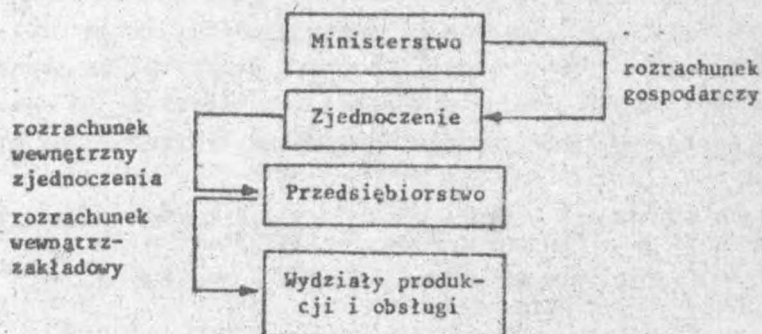 Ministerstwo
rozrachunek
gospodarczy
Zjednoczenie
rozrachunek
wewnętrzny
zjednoczenia
Przedsiębiorstwo
rozrachunek
wewnątrz-
zakładowy
Wydziały produk-
cji i obsługi